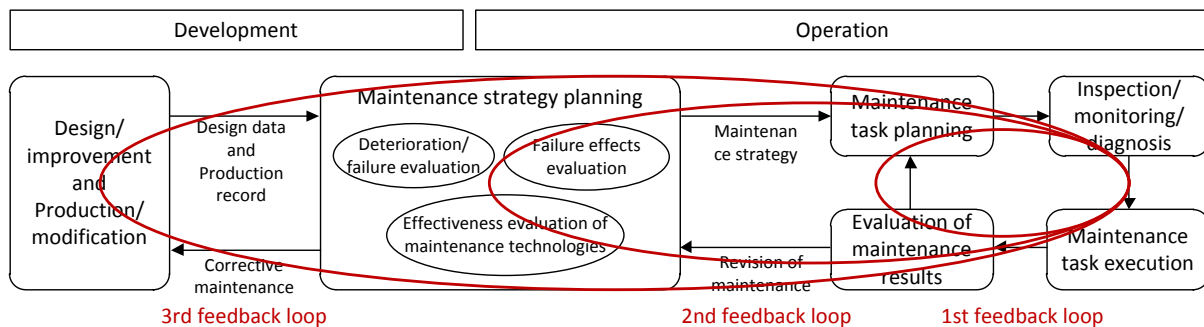 Development
Operation
Design/
improvement
and
Production/
modification
Design data
and
Production
record
Corrective
maintenance
Maintenance strategy planning
Deterioration/
failure evaluation
Failure effects
evaluation
Effectiveness evaluation of
maintenance technologies
Maintenan
ce strategy
Revision of
maintenance
Maintenance
task planning
Inspection/
monitoring/
diagnosis
Evaluation of
maintenance
results
Maintenance
task execution
3rd feedback loop
2nd feedback loop
1st feedback loop